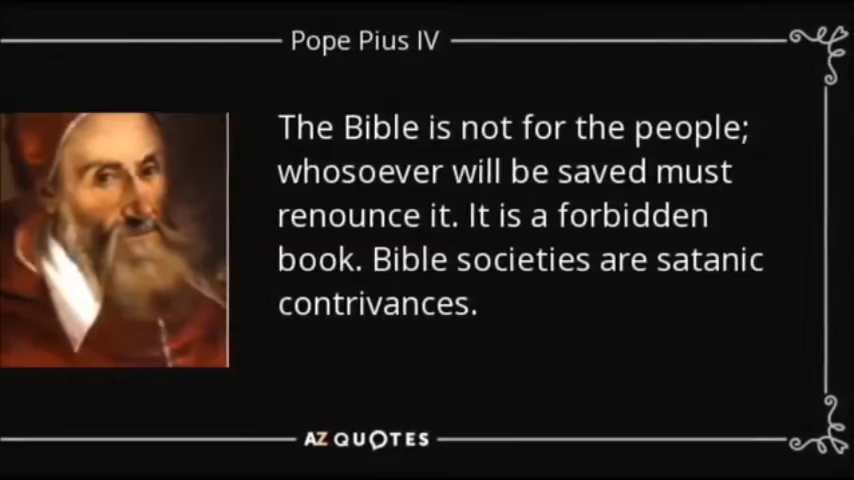 Pope Pius IV
The Bible is not for the people;
whosoever will be saved must
renounce it. It is a forbidden
book. Bible societies are satanic
contrivances.
AZ QUOTES